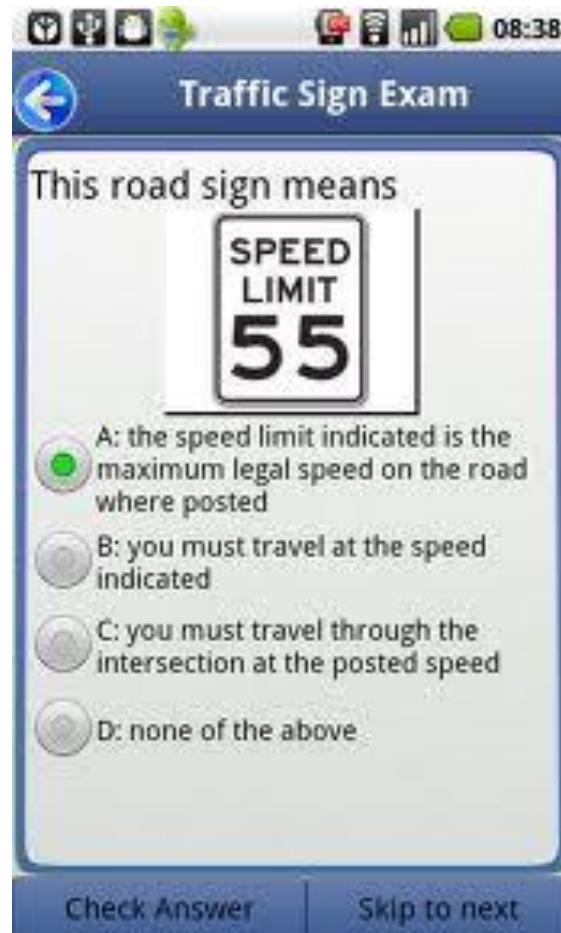 08:38
Traffic Sign Exam
This road sign means
SPEED
LIMIT
55
A: the speed limit indicated is the
maximum legal speed on the road
where posted
B: you must travel at the speed
indicated
C: you must travel through the
intersection at the posted speed
D: none of the above
Check Answer
Skip to next